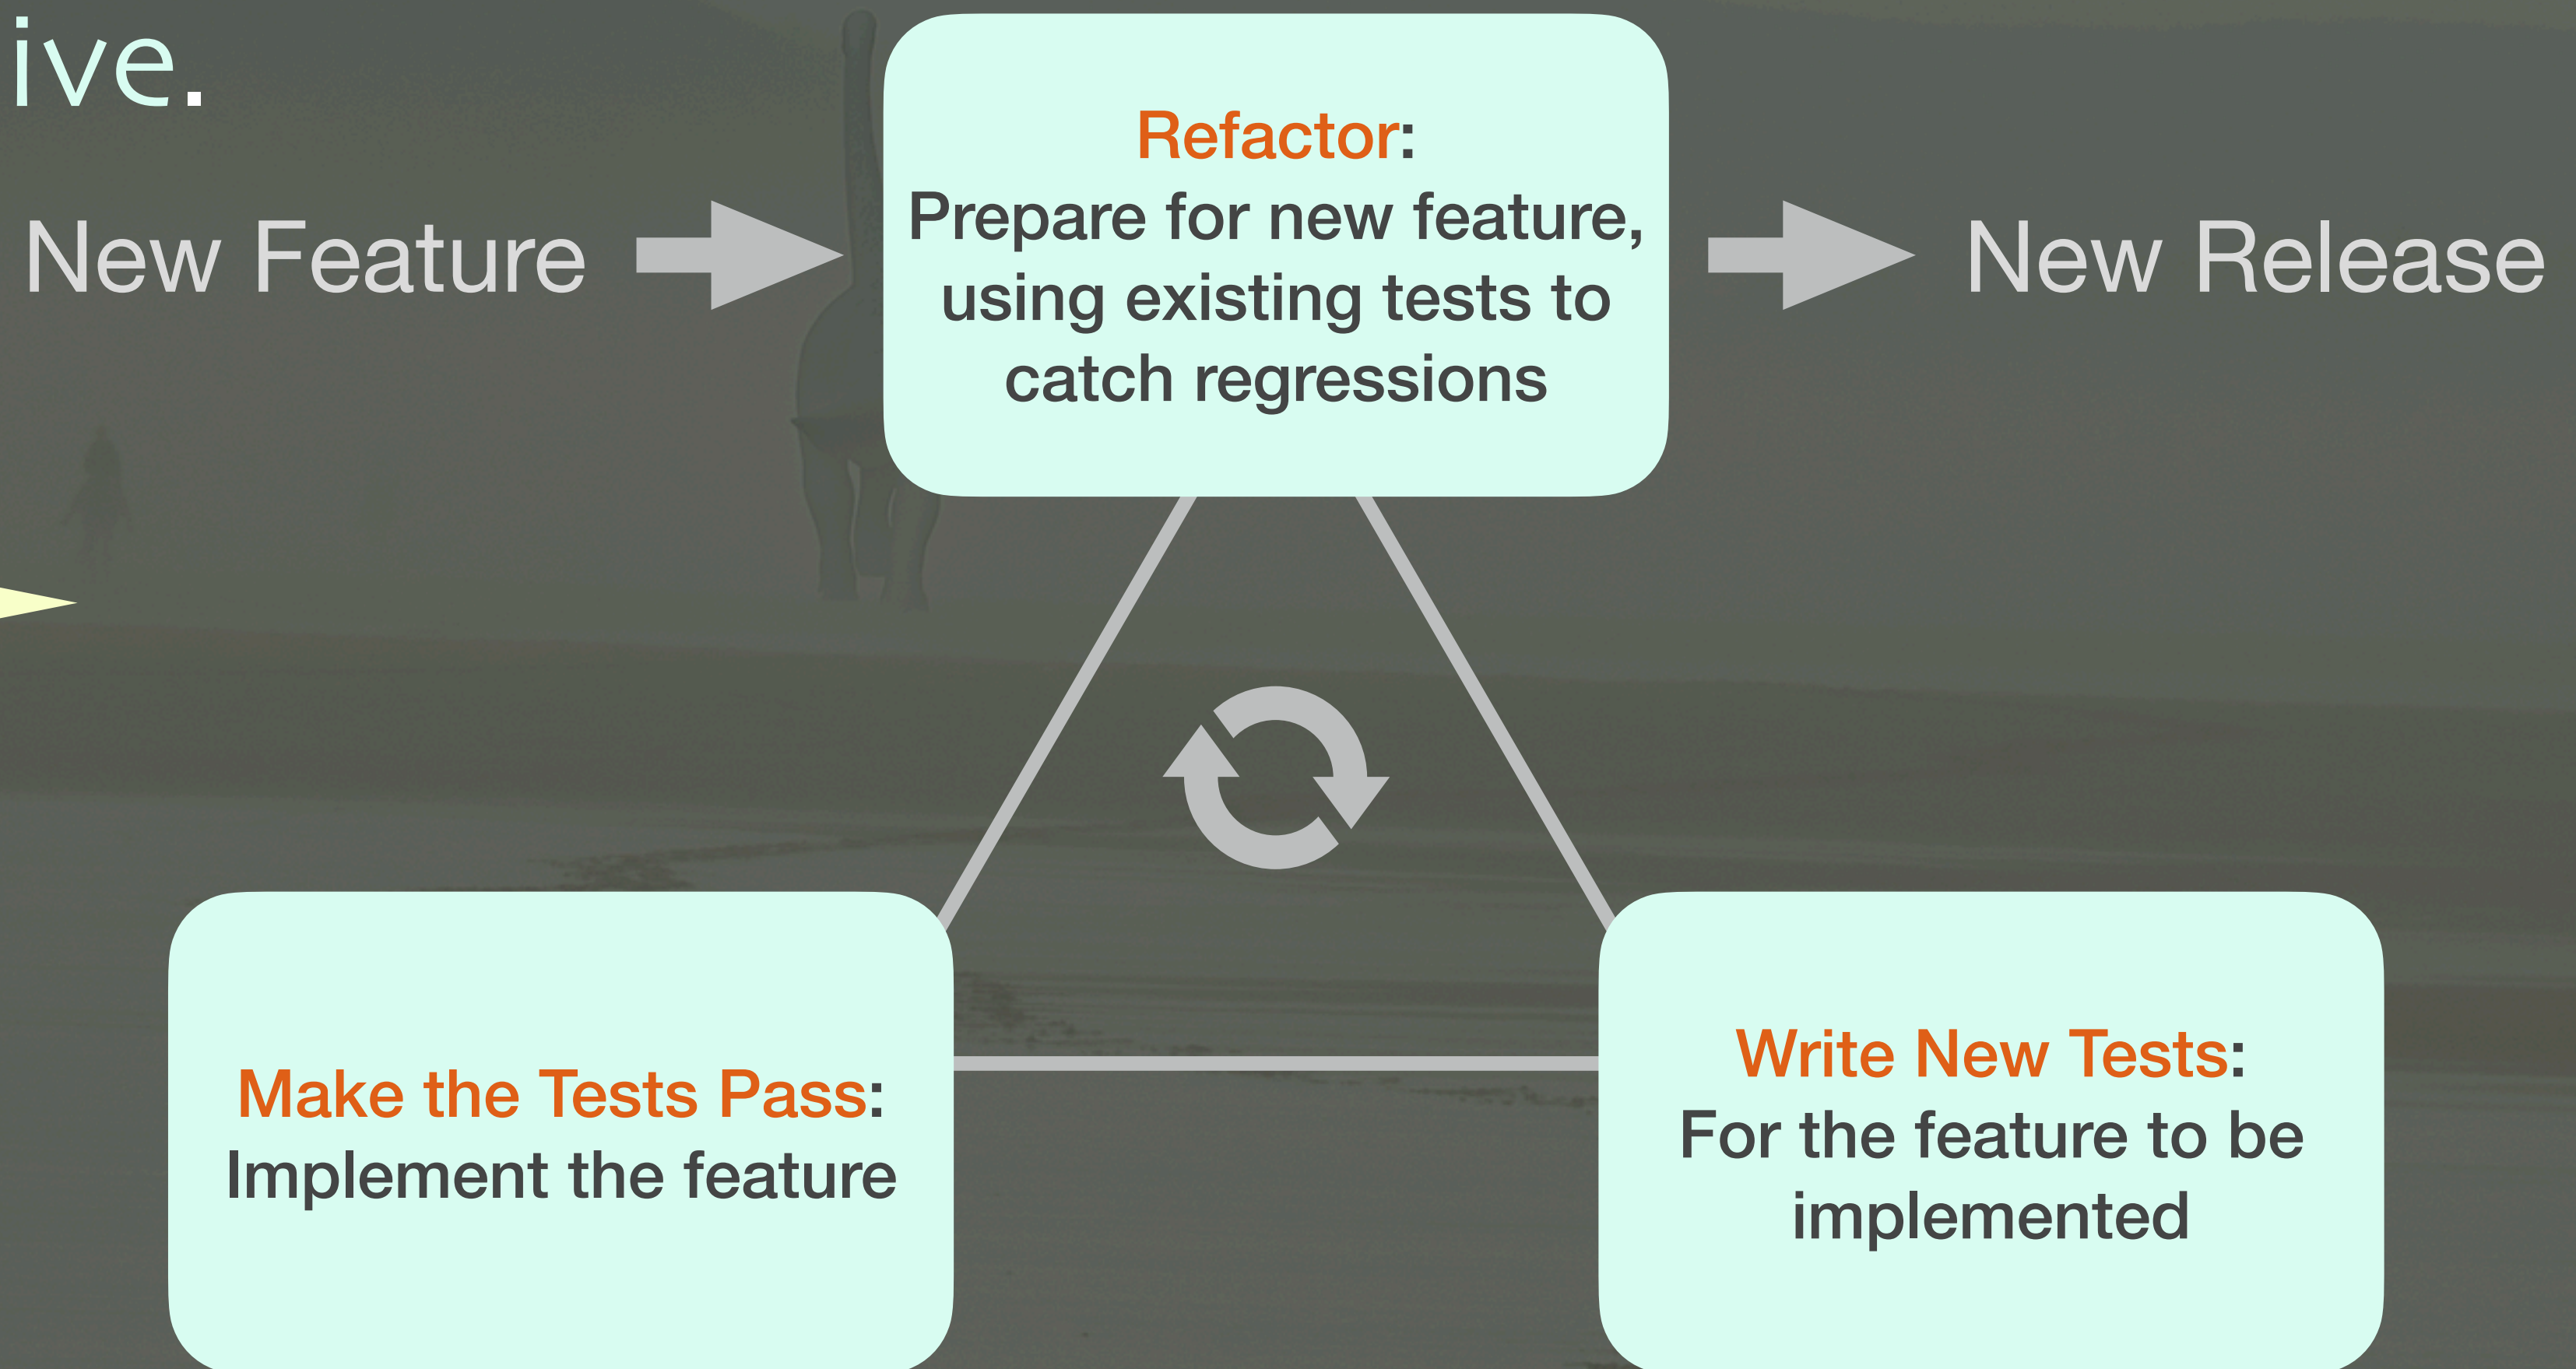 ive.
New Feature
Refactor:
Prepare for new feature,
using existing tests to
catch regressions
New Release
Make the Tests Pass:
Implement the feature
Write New Tests:
For the feature to be
implemented